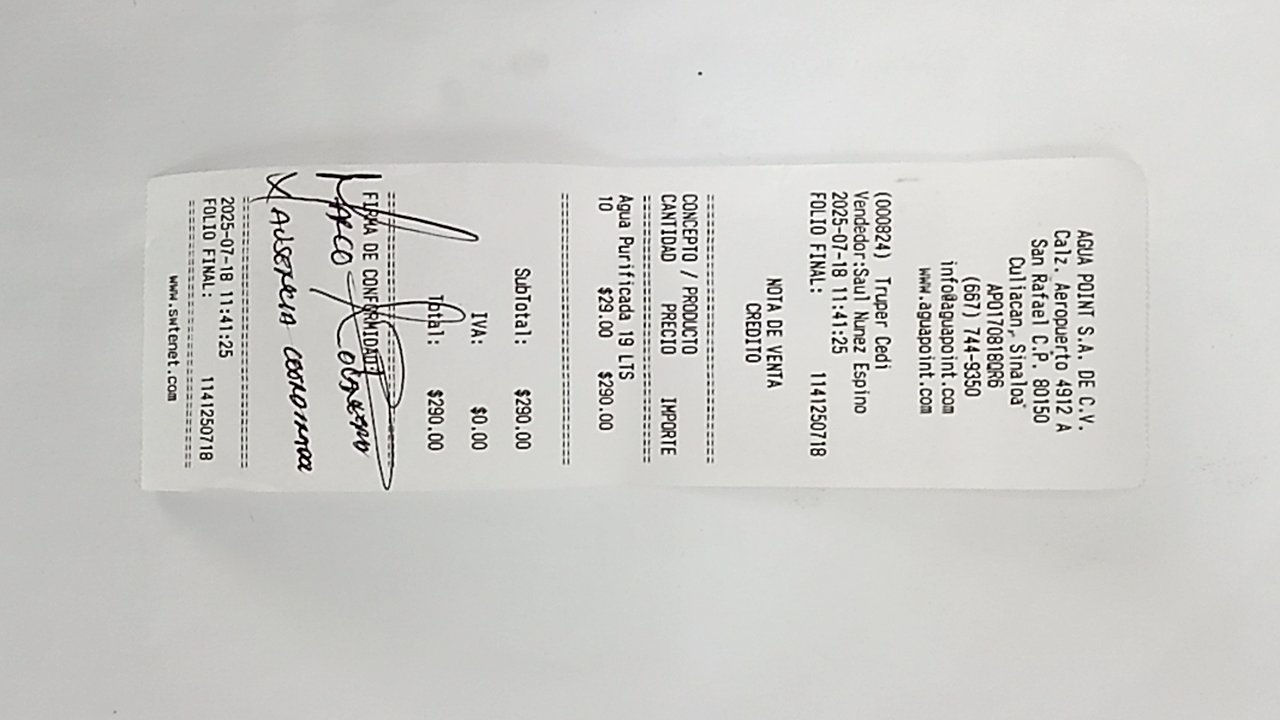 AGUA POINT S.A. DE C.V.
Calz. Aeropuerto 4912 A
San Rafael C.P. 80150
Culiacan, Sinaloa
APO170818QR6
(667) 744-9350
info@aguapoint.com
www.aguapoint.com
(000824) Truper Cedi
Vendedor:Saul Nunez Espino
2025-07-18 11:41:25
FOLIO FINAL: 1141250718
NOTA DE VENTA
CREDITO
==============================
CONCEPTO / PRODUCTO
CANTIDAD PRECIO IMPORTE
==============================
Agua Purificada 19 LTS
10 $29.00 $290.00
==============================
SubTotal: $290.00
IVA: $0.00
Total: $290.00
==============================
FIRMA DE CONFORMIDAD
MARCO
X AUSENCIA
==============================
2025-07-18 11:41:25
FOLIO FINAL: 1141250718
==============================
www.swtenet.com